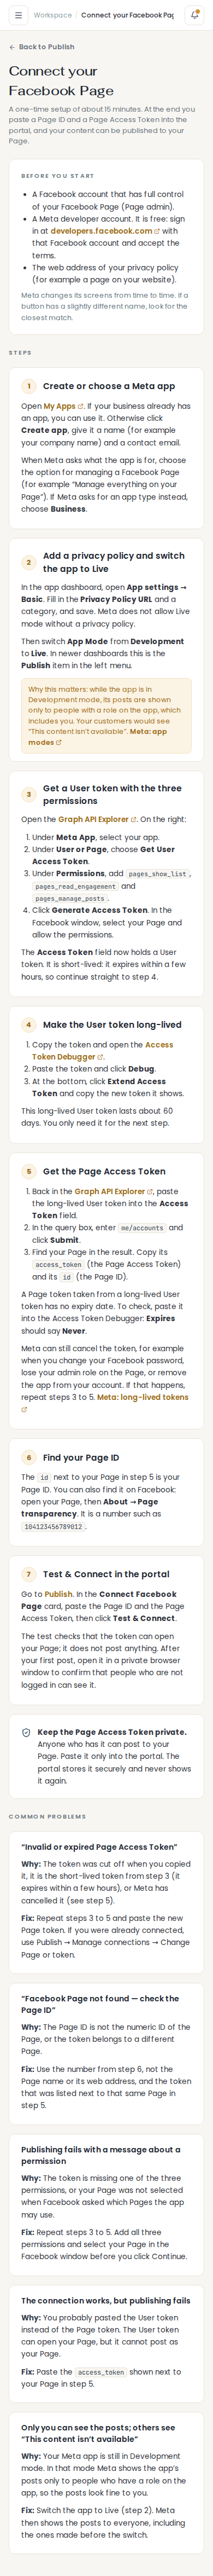 Workspace | Connect your Facebook Pag
← Back to Publish
Connect your
Facebook Page
A one-time setup of about 15 minutes. At the end you
paste a Page ID and a Page Access Token into the
portal, and your content can be published to your
Page.
BEFORE YOU START
• A Facebook account that has full control
of your Facebook Page (Page admin).
• A Meta developer account. It is free: sign
in at developers.facebook.com with
that Facebook account and accept the
terms.
• The web address of your privacy policy
(for example a page on your website).
Meta changes its screens from time to time. If a
button has a slightly different name, look for the
closest match.
STEPS
1 Create or choose a Meta app
Open My Apps. If your business already has
an app, you can use it. Otherwise click
Create app, give it a name (for example
your company name) and a contact email.
When Meta asks what the app is for, choose
the option for managing a Facebook Page
(for example “Manage everything on your
Page”). If Meta asks for an app type instead,
choose Business.
2 Add a privacy policy and switch
the app to Live
In the dashboard, open App settings →
Basic. Fill in the Privacy Policy URL and a
category, and save. Meta does not allow Live
mode without a privacy policy.
Then switch App Mode from Development
to Live. In newer dashboards this is the
Publish item in the left menu.
Why this matters: while the app is in
Development mode, its posts are shown
only to people with a role on the app, which
includes you. Your customers would see
“This content isn’t available”. Meta: app
modes
3 Get a User token with the three
permissions
Open the Graph API Explorer. On the right:
1. Under Meta App, select your app.
2. Under User or Page, choose Get User
Access Token.
3. Under Permissions, add pages_show_list,
pages_read_engagement and
pages_manage_posts.
4. Click Generate Access Token. In the
Facebook window, select your Page and
allow the permissions.
The Access Token field now holds a User
token. It is short-lived: it expires within a few
hours, so continue straight to step 4.
4 Make the User token long-lived
1. Copy the token and open the Access
Token Debugger.
2. Paste the token and click Debug.
3. At the bottom, click Extend Access
Token and copy the new token it shows.
This long-lived User token lasts about 60
days. You only need it for the next step.
5 Get the Page Access Token
1. Back in the Graph API Explorer, paste
the long-lived User token into the Access
Token field.
2. In the query box, enter me/accounts and
click Submit.
3. Find your Page in the result. Copy its
access_token (the Page Access Token)
and its id (the Page ID).
A Page token taken from a long-lived User
token has no expiry date. To check, paste it
into the Access Token Debugger: Expires
should say Never.
Meta can still cancel the token, for example
when you change your Facebook password,
lose your admin role on the Page, or remove
the app from your account. If that happens,
repeat steps 3 to 5. Meta: long-lived tokens
6 Find your Page ID
The id next to your Page in step 5 is your
Page ID. You can also find it on Facebook:
open your Page, then About → Page
transparency. It is a number such as
104123456789012.
7 Test & Connect in the portal
Go to Publish. In the Connect Facebook
Page card, paste the Page ID and the Page
Access Token, then click Test & Connect.
The test checks that the token can open
your Page; it does not post anything. After
your first post, open it in a private browser
window to confirm that people who are not
logged in can see it.
Keep the Page Access Token private.
Anyone who has it can post to your
Page. Paste it only into the portal. The
portal stores it securely and never shows
it again.
COMMON PROBLEMS
“Invalid or expired Page Access Token”
Why: The token was cut off when you copied
it, it is the short-lived token from step 3 (it
expires within a few hours), or Meta has
cancelled it (see step 5).
Fix: Repeat steps 3 to 5 and paste the new
Page token. If you were already connected,
use Publish → Manage connections → Change
Page or token.
“Facebook Page not found — check the
Page ID”
Why: The Page ID is not the numeric ID of the
Page, or the token belongs to a different
Page.
Fix: Use the number from step 6, not the
Page name or its web address, and the token
that was listed next to that same Page in
step 5.
Publishing fails with a message about a
permission
Why: The token is missing one of the three
permissions, or your Page was not selected
when Facebook asked which Pages the app
may use.
Fix: Repeat steps 3 to 5. Add all three
permissions and select your Page in the
Facebook window before you click Continue.
The connection works, but publishing fails
Why: You probably pasted the User token
instead of the Page token. The User token
can open your Page, but it cannot post as
your Page.
Fix: Paste the access_token shown next to
your Page in step 5.
Only you can see the posts; others see
“This content isn’t available”
Why: Your Meta app is still in Development
mode. In that mode Meta shows the app’s
posts only to people who have a role on the
app, so the posts look fine to you.
Fix: Switch the app to Live (step 2). Meta
then shows the posts to everyone, including
the ones made before the switch.